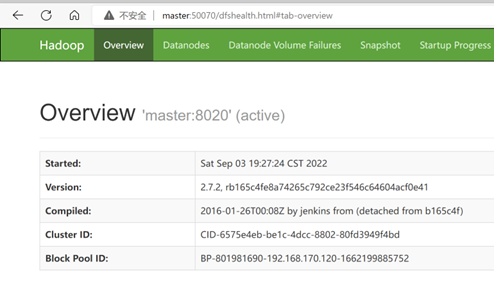 不安全 master:50070/dfshealth.html#tab-overview
Hadoop Overview Datanodes Datanode Volume Failures Snapshot Startup Progress
Overview 'master:8020' (active)
Started: Sat Sep 03 19:27:24 CST 2022
Version: 2.7.2, rb165c4fe8a74265c792ce23f546c64604acf0e41
Compiled: 2016-01-26T00:08Z by jenkins from (detached from b165c4f)
Cluster ID: CID-6575e4eb-be1c-4dcc-8802-80fd3949f4bd
Block Pool ID: BP-801981690-192.168.170.120-1662199885752